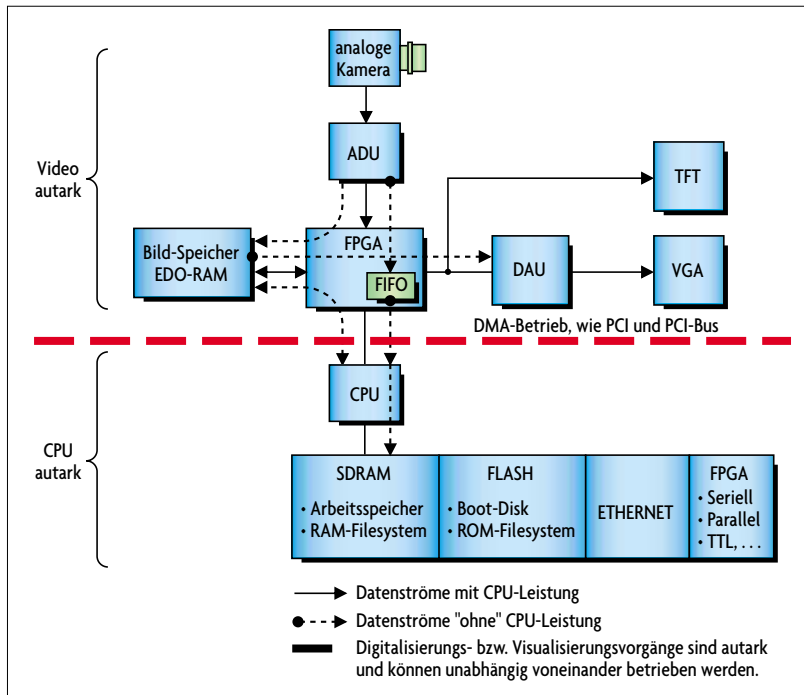 analoge
Kamera
ADU
Video
autark
TFT
Bild-Speicher
EDO-RAM
FPGA
FIFO
DAU
VGA
DMA-Betrieb, wie PCI und PCI-Bus
CPU
CPU
autark
SDRAM
• Arbeitsspeicher
• RAM-Filesystem
FLASH
• Boot-Disk
• ROM-Filesystem
ETHERNET
FPGA
• Seriell
• Parallel
• TTL, . . .
Datenströme mit CPU-Leistung
Datenströme "ohne" CPU-Leistung
Digitalisierungs- bzw. Visualisierungsvorgänge sind autark
und können unabhängig voneinander betrieben werden.